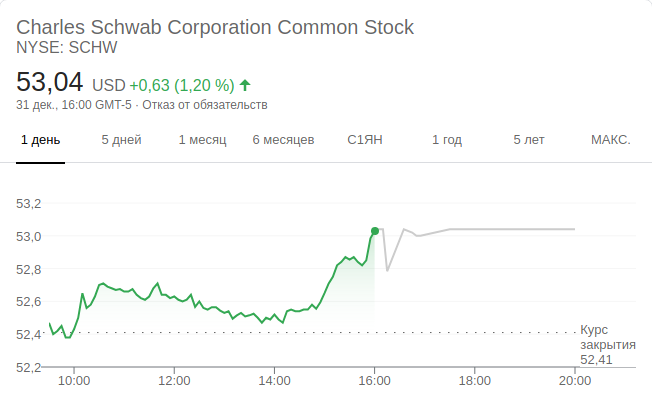 Charles Schwab Corporation Common Stock
NYSE: SCHW
53,04 USD +0,63 (1,20 %)
31 дек., 16:00 GMT-5 · Отказ от обязательств
1 день 5 дней 1 месяц 6 месяцев С1ЯН 1 год 5 лет МАКС.
53,2
53,0
52,8
52,6
52,4
52,2
Курс
закрытия
52,41
10:00 12:00 14:00 16:00 18:00 20:00